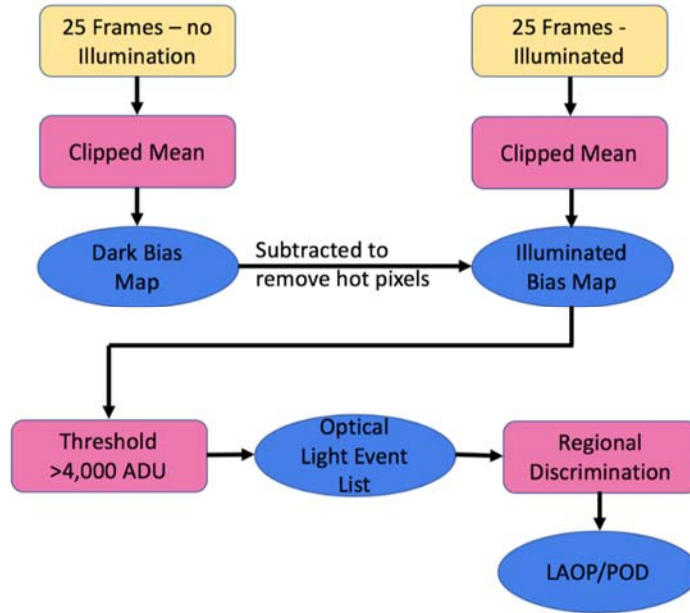 25 Frames – no
Illumination
25 Frames -
Illuminated
Clipped Mean
Clipped Mean
Dark Bias
Map
Subtracted to
remove hot pixels
Illuminated
Bias Map
Threshold
>4,000 ADU
Optical
Light Event
List
Regional
Discrimination
LAOP/POD